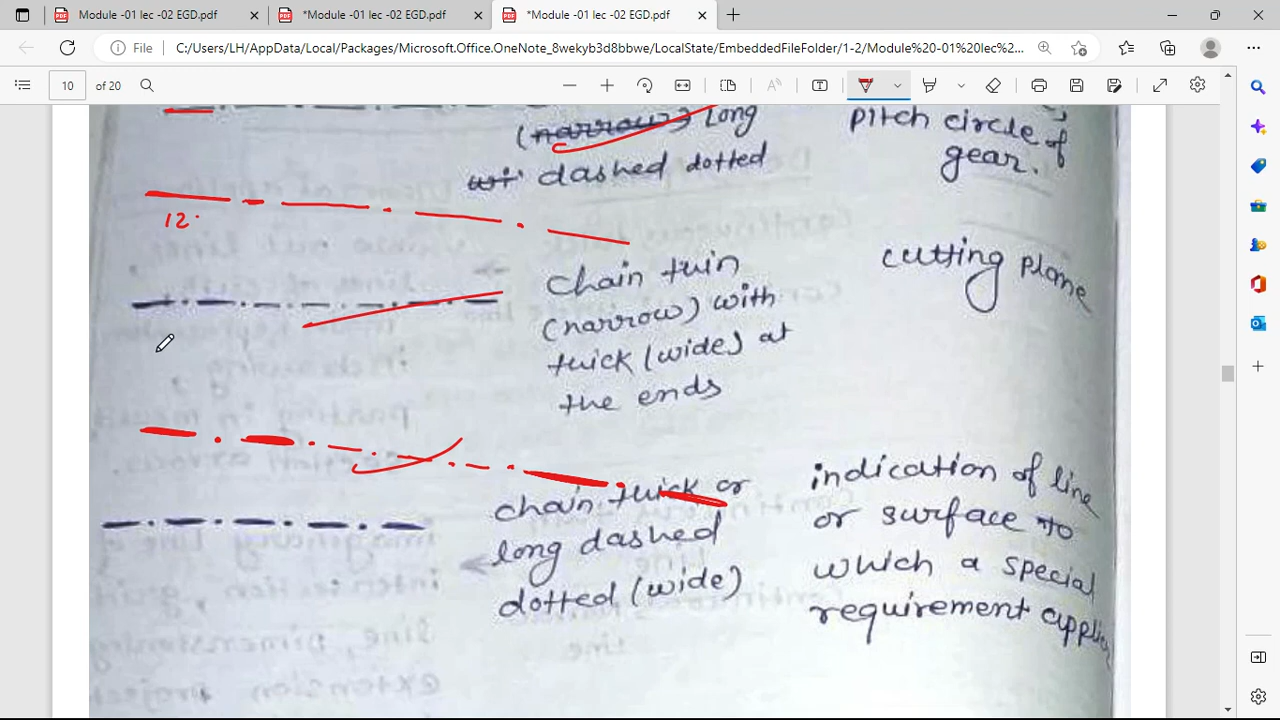 Module -01 lec -02 EGD.pdf
*Module -01 lec -02 EGD.pdf
*Module -01 lec -02 EGD.pdf
File
C:/Users/LH/AppData/Local/Packages/Microsoft.Office.OneNote_8wekyb3d8bbwe/LocalState/EmbeddedFileFolder/1-2/Module%20-01%20lec%2...
10 of 20
(narrow) long
dashed dotted
pitch circle of
gear.
12.
chain thin
(narrow) with
thick (wide) at
the ends
cutting plane
chain thick or
long dashed
dotted (wide)
indication of line
or surface to
which a special
requirement